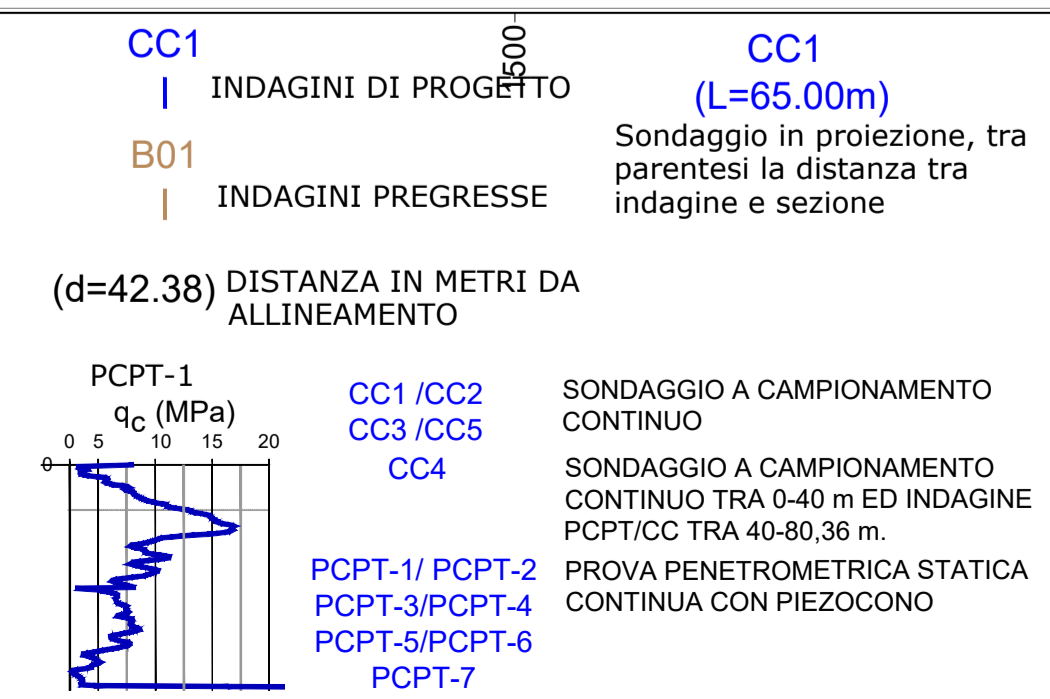 CC1
INDAGINI DI PROGETTO
1500
CC1
(L=65.00m)
Sondaggio in proiezione, tra
parentesi la distanza tra
indagine e sezione
B01
INDAGINI PREGRESSE
(d=42.38) DISTANZA IN METRI DA
ALLINEAMENTO
PCPT-1
qc (MPa)
0 5 10 15 20
0
CC1 /CC2
CC3 /CC5
SONDAGGIO A CAMPIONAMENTO
CONTINUO
CC4
SONDAGGIO A CAMPIONAMENTO
CONTINUO TRA 0-40 m ED INDAGINE
PCPT/CC TRA 40-80,36 m.
PCPT-1/ PCPT-2
PCPT-3/PCPT-4
PCPT-5/PCPT-6
PCPT-7
PROVA PENETROMETRICA STATICA
CONTINUA CON PIEZOCONO